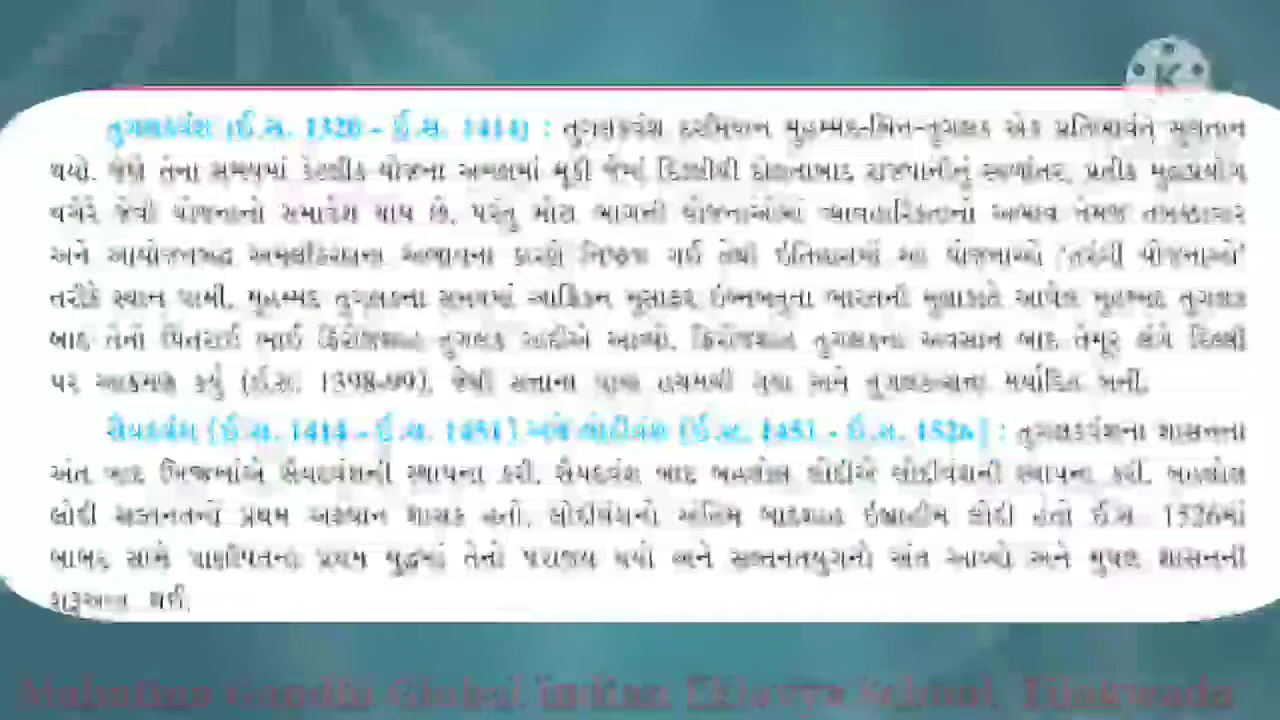 તુગલકવંશ (ઈ.સ. 1320 - ઈ.સ. 1414) : તુગલકવંશ દરમિયાન મુહમ્મદ-બિન-તુગલક એક પ્રતિભાવંત સુલતાન
થયો. જેણે તેના સમયમાં કેટલીક યોજના અમલમાં મૂકી જેમાં દિલ્લીથી દોલતાબાદ રાજધાનીનું સ્થળાંતર, પ્રતીક મુદ્રાપ્રયોગ
વગેરે જેવી યોજનાનો સમાવેશ થાય છે. પરંતુ મોટા ભાગની યોજનાઓમાં વ્યાવહારિકતાનો અભાવ તેમજ
અને આયોજનબદ્ધ અમલીકરણના અભાવના કારણે નિષ્ફળ ગઈ તેથી ઇતિહાસમાં આ યોજનાઓ 'તરંગી યોજનાઓ'
તરીકે સ્થાન પામી. મુહમ્મદ તુગલકના સમયમાં આફ્રિકન મુસાફર ઇબ્નબતુતા ભારતની મુલાકાતે આવેલ મુહમ્મદ તુગલક
બાદ તેનો પિતરાઈ ભાઈ ફિરોજશાહ તુગલક ગાદીએ આવ્યો. ફિરોજશાહ તુગલકના અવસાન બાદ તૈમૂર લંગે દિલ્લી
પર આક્રમણ કર્યું (ઈ.સ. 1398-99). જેથી સત્તાના પાયા હચમચી ગયા અને તુગલક મર્યાદિત બની.
સૈયદવંશ (ઈ.સ. 1414 - ઈ.સ. 1451) અને લોદીવંશ (ઈ.સ. 1451 - ઈ.સ. 1526) : તુગલકવંશના શાસનના
અંત બાદ ખિજ્રખાંએ સૈયદવંશની સ્થાપના કરી. સૈયદવંશ બાદ બહલોલ લોદીએ લોદીવંશની સ્થાપના કરી. બહલોલ
લોદી સલ્તનતનો પ્રથમ અફઘાન શાસક હતો. લોદીવંશનો અંતિમ બાદશાહ ઇબ્રાહીમ લોદી હતો ઈ.સ. 1526માં
બાબર સામે પાણીપતના પ્રથમ યુદ્ધમાં તેનો પરાજય થયો અને સલ્તનતયુગનો અંત આવ્યો અને મુઘલ શાસનની
શરૂઆત થઈ.
Mahatma Gandhi Global indian Eklavya School, Tilakwada